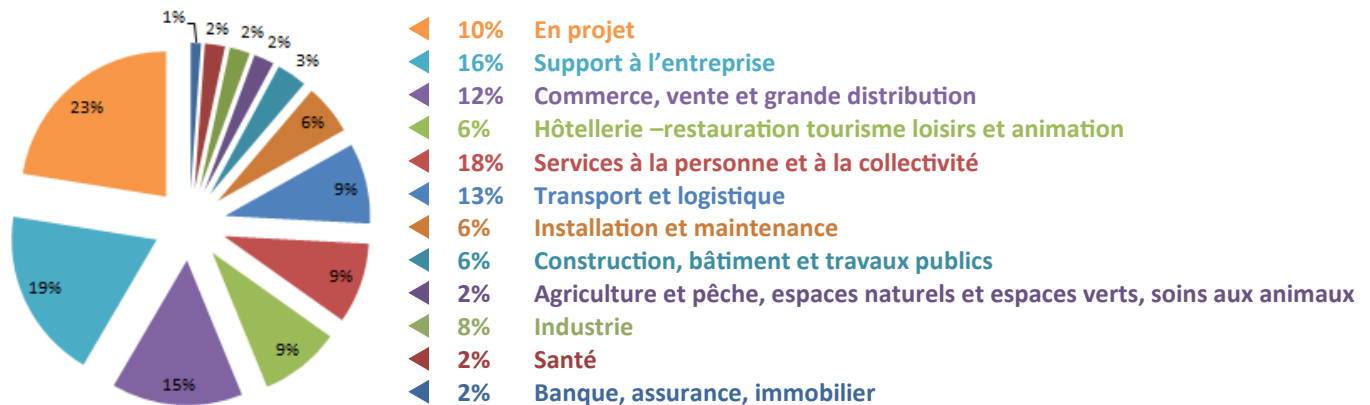 1%
2%
2%
2%
3%
6%
9%
9%
9%
15%
19%
23%
10% En projet
16% Support à l'entreprise
12% Commerce, vente et grande distribution
6% Hôtellerie –restauration tourisme loisirs et animation
18% Services à la personne et à la collectivité
13% Transport et logistique
6% Installation et maintenance
6% Construction, bâtiment et travaux publics
2% Agriculture et pêche, espaces naturels et espaces verts, soins aux animaux
8% Industrie
2% Santé
2% Banque, assurance, immobilier